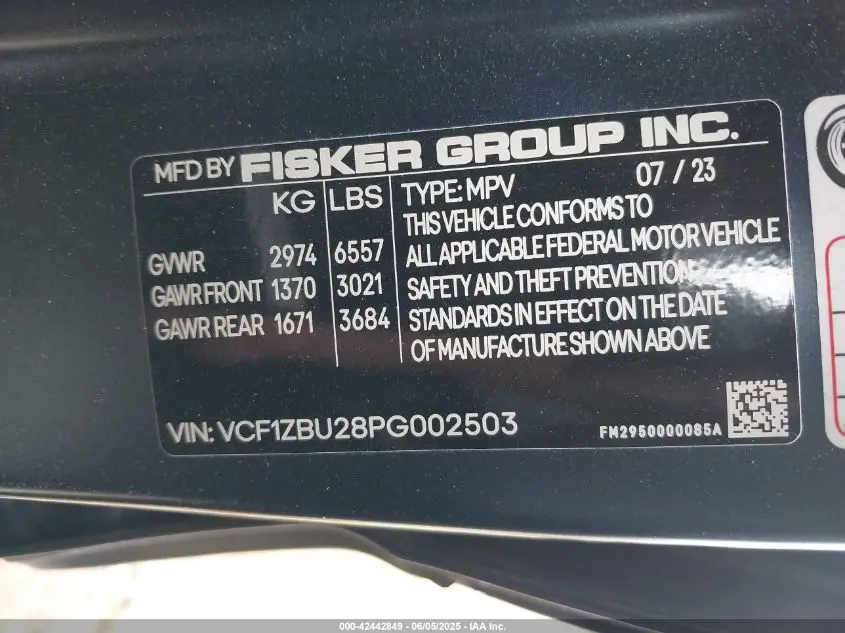 MFD BY FISKER GROUP INC.
KG LBS TYPE: MPV 07 / 23
THIS VEHICLE CONFORMS TO
GVWR 2974 6557 ALL APPLICABLE FEDERAL MOTOR VEHICLE
GAWR FRONT 1370 3021 SAFETY AND THEFT PREVENTION
GAWR REAR 1671 3684 STANDARDS IN EFFECT ON THE DATE
OF MANUFACTURE SHOWN ABOVE
VIN: VCF1ZBU28PG002503 FM2950000085A
000-42442849 - 06/05/2025 - IAA Inc.